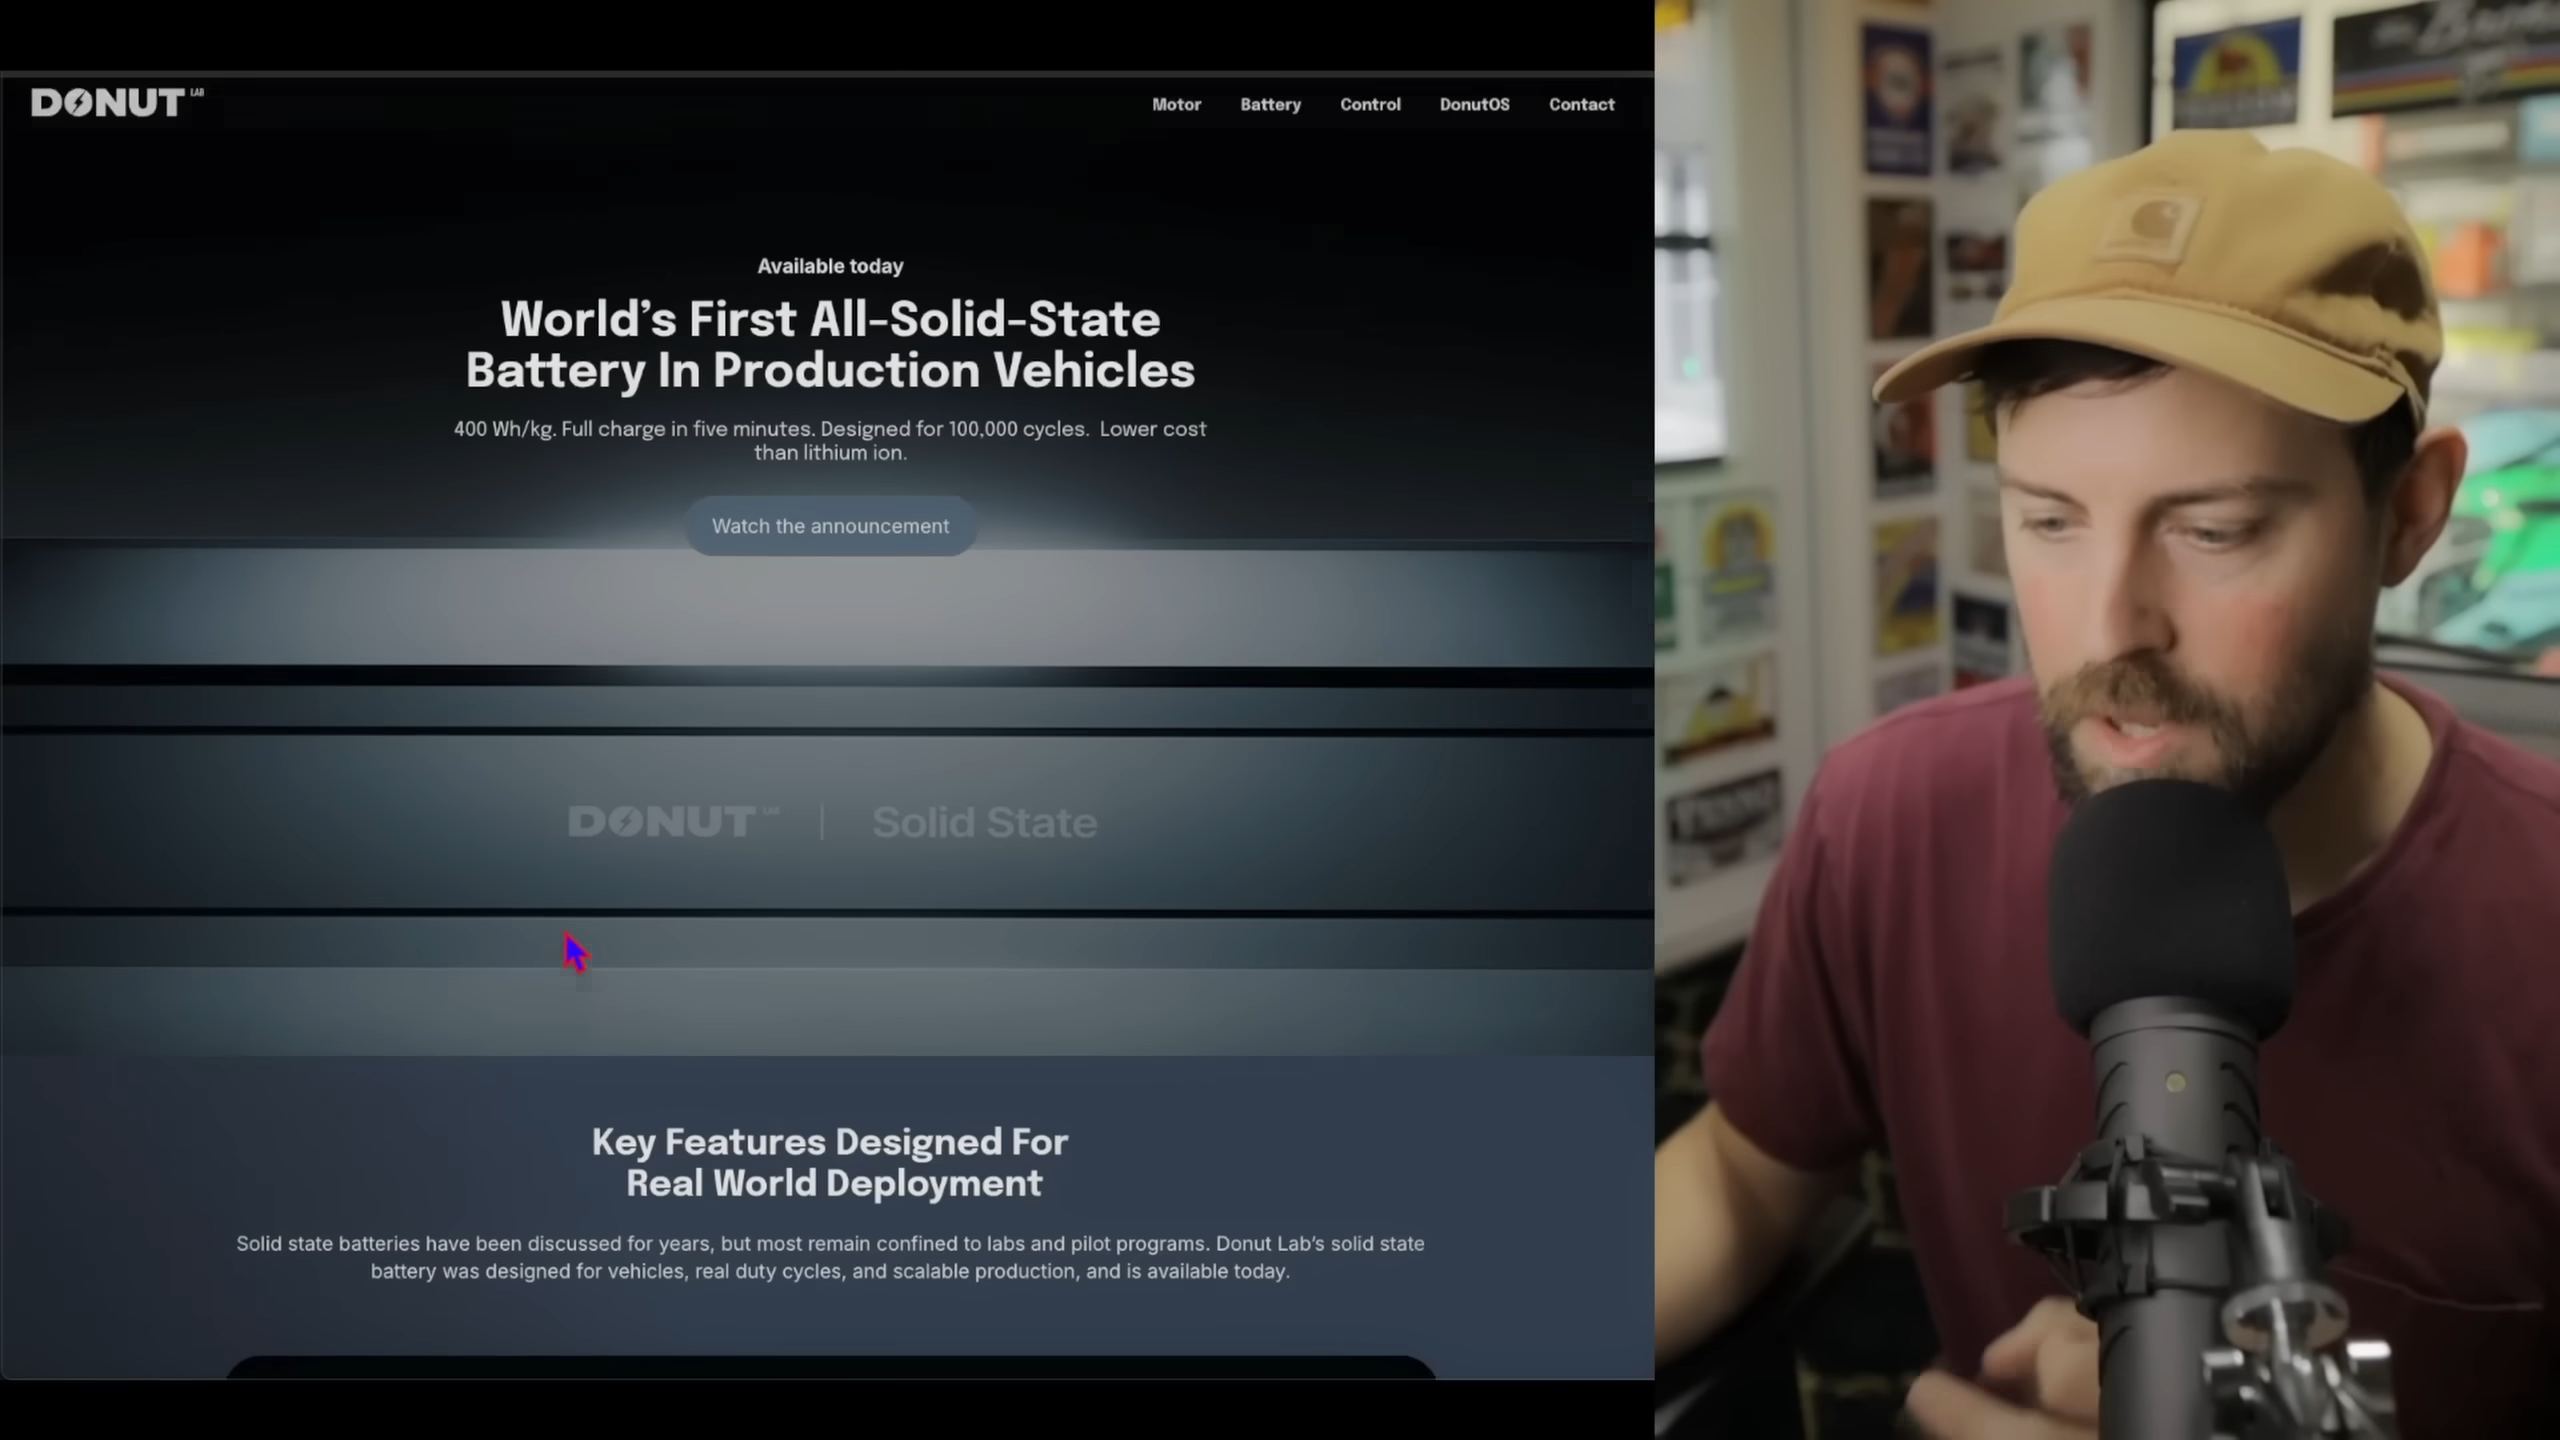 DONUT LAB
Motor Battery Control DonutOS Contact
Available today
World's First All-Solid-State
Battery In Production Vehicles
400 Wh/kg. Full charge in five minutes. Designed for 100,000 cycles. Lower cost
than lithium ion.
Watch the announcement
DONUT LAB | Solid State
Key Features Designed For
Real World Deployment
Solid state batteries have been discussed for years, but most remain confined to labs and pilot programs. Donut Lab's solid state
battery was designed for vehicles, real duty cycles, and scalable production, and is available today.